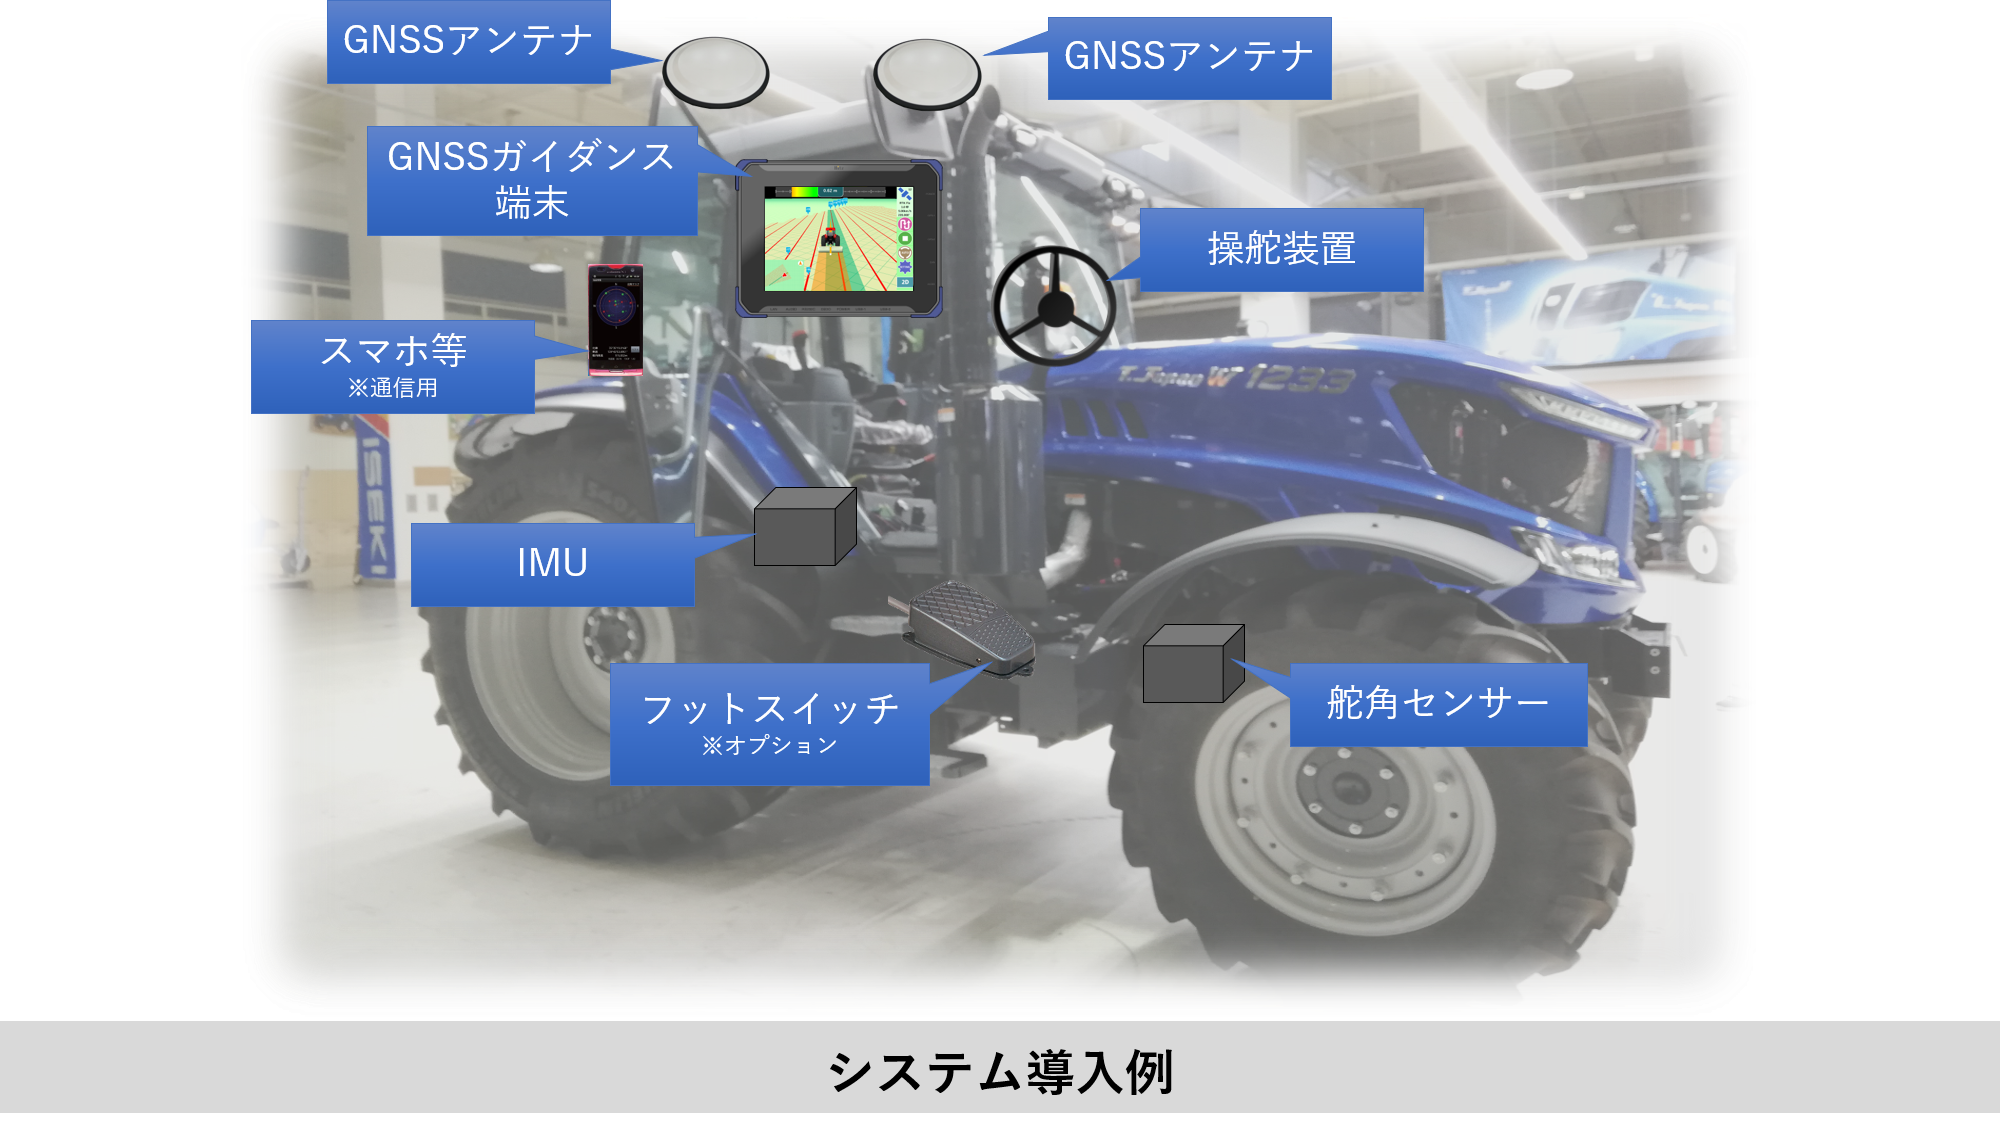 GNSSアンテナ
GNSSアンテナ
GNSSガイダンス
端末
操舵装置
スマホ等
※通信用
T.Japan W 1233
ISEKI
IMU
フットスイッチ
※オプション
舵角センサー
2D
システム導入例